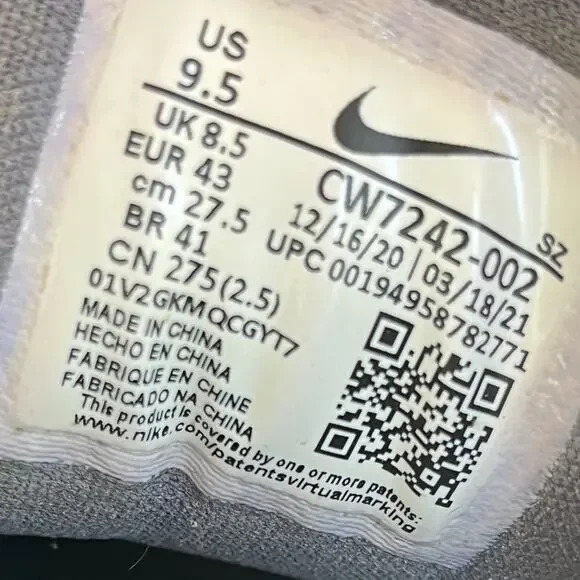 US
9.5
UK 8.5
EUR 43
cm 27.5
BR 41
CN 275(2.5)
01V2GKMQCGYT7
MADE IN CHINA
HECHO EN CHINA
FABRIQUE EN CHINE
FABRICADO NA CHINA
This product is covered by one or more patents:
www.nike.com/patentsvirtualmarking
CW7242-002
SZ
12/16/20 | 03/18/21
UPC 00194958782771